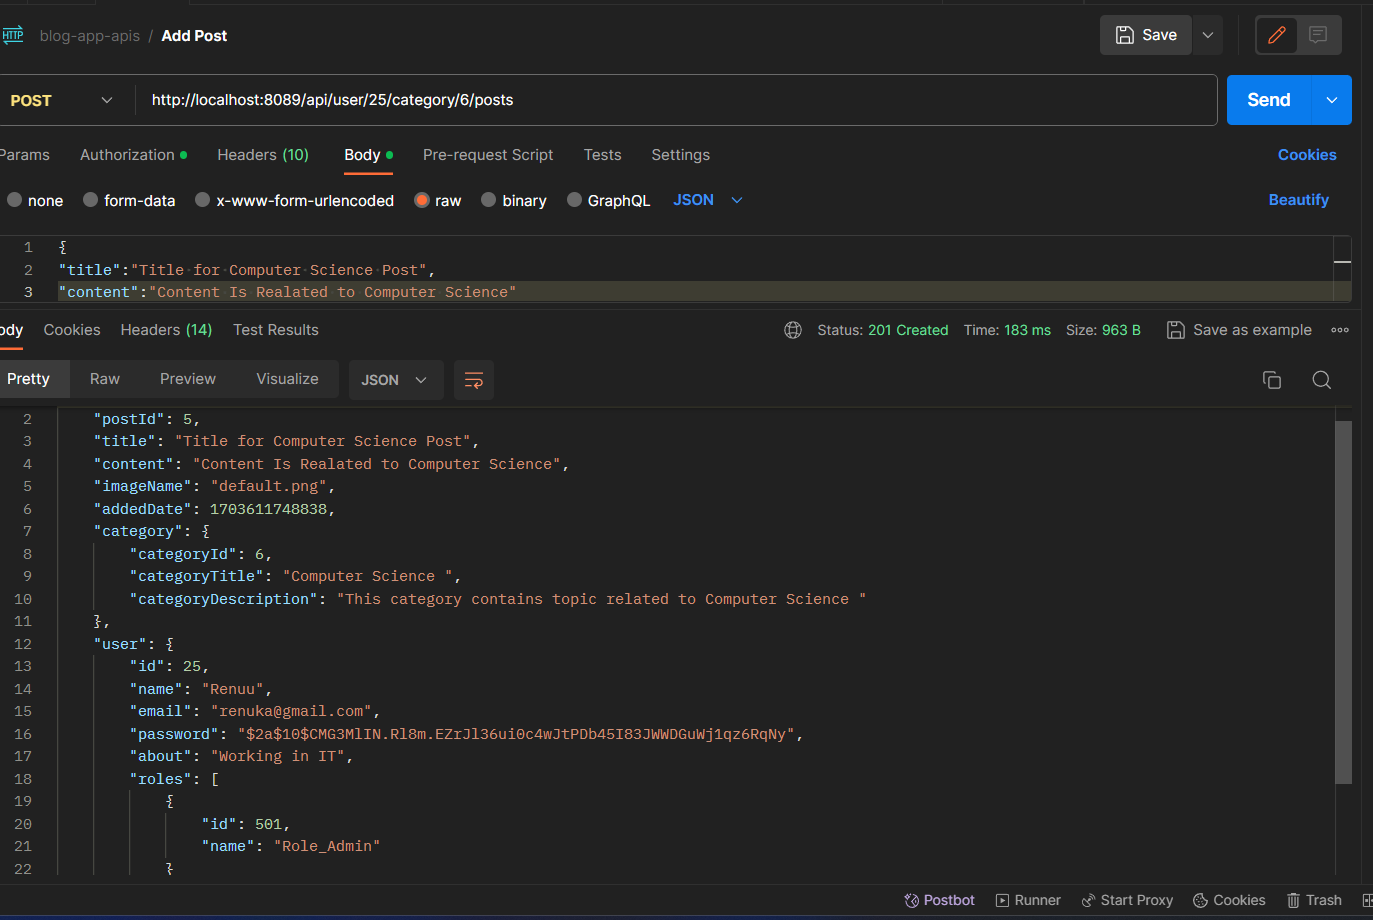 HTTP blog-app-apis / Add Post Save
POST http://localhost:8089/api/user/25/category/6/posts Send
Params Authorization Headers (10) Body Pre-request Script Tests Settings Cookies
none form-data x-www-form-urlencoded raw binary GraphQL JSON Beautify
1 {
2 "title":"Title for Computer Science Post",
3 "content":"Content Is Realated to Computer Science"
ody Cookies Headers (14) Test Results Status: 201 Created Time: 183 ms Size: 963 B Save as example
Pretty Raw Preview Visualize JSON
2 "postId": 5,
3 "title": "Title for Computer Science Post",
4 "content": "Content Is Realated to Computer Science",
5 "imageName": "default.png",
6 "addedDate": 1703611748838,
7 "category": {
8 "categoryId": 6,
9 "categoryTitle": "Computer Science ",
10 "categoryDescription": "This category contains topic related to Computer Science "
11 },
12 "user": {
13 "id": 25,
14 "name": "Renuu",
15 "email": "renuka@gmail.com",
16 "password": "$2a$10$CMG3MlIN.Rl8m.EZrJl36ui0c4wJtPDb45I83JWWDGuWj1qz6RqNy",
17 "about": "Working in IT",
18 "roles": [
19 {
20 "id": 501,
21 "name": "Role_Admin"
22 }
Postbot Runner Start Proxy Cookies Trash